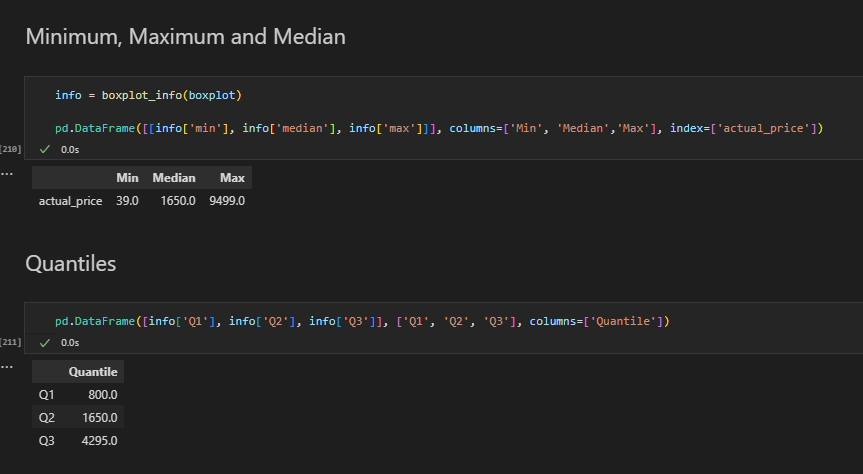 Minimum, Maximum and Median
info = boxplot_info(boxplot)
pd.DataFrame([[info['min'], info['median'], info['max']]], columns=['Min', 'Median','Max'], index=['actual_price'])
[210]
0.0s
...
Min Median Max
actual_price 39.0 1650.0 9499.0
Quantiles
pd.DataFrame([info['Q1'], info['Q2'], info['Q3']], ['Q1', 'Q2', 'Q3'], columns=['Quantile'])
[211]
0.0s
...
Quantile
Q1 800.0
Q2 1650.0
Q3 4295.0